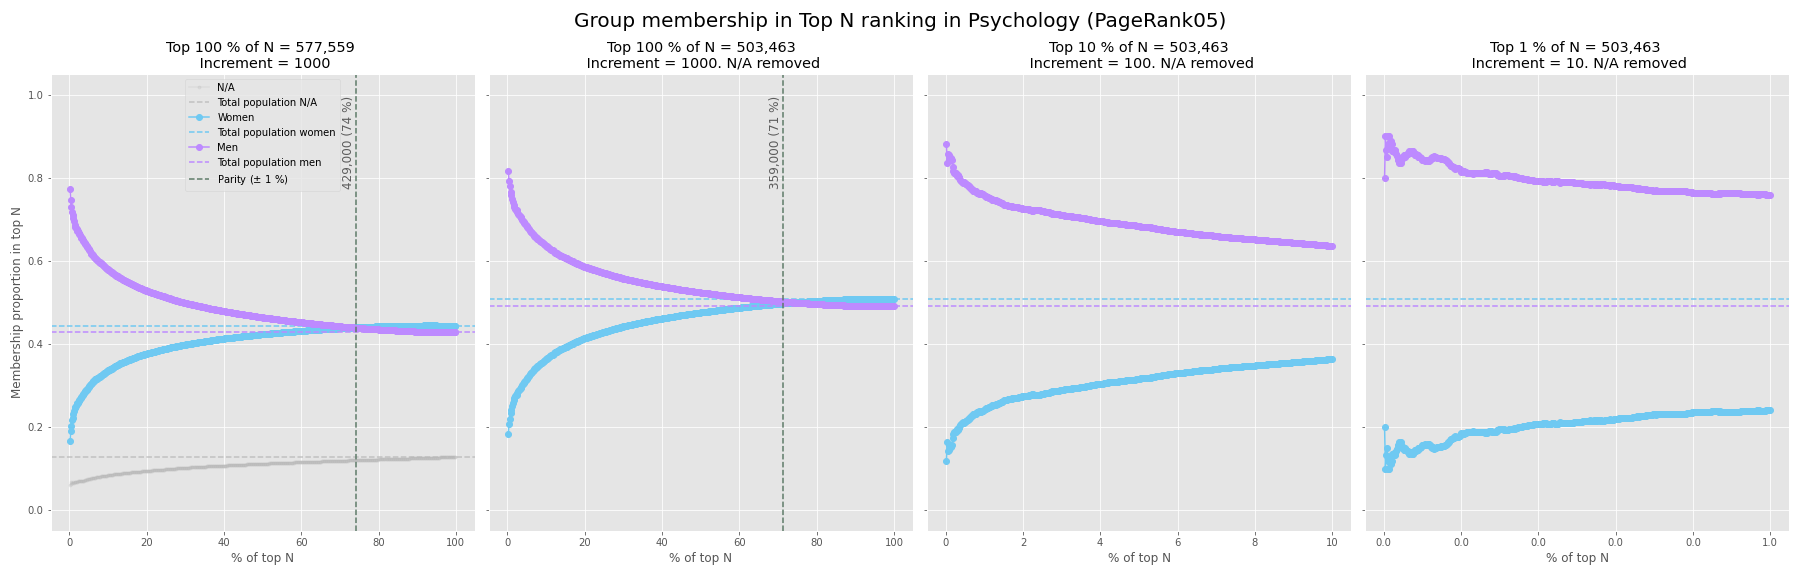 Group membership in Top N ranking in Psychology (PageRank05)
Top 100 % of N = 577,559
Increment = 1000
Top 100 % of N = 503,463
Increment = 1000. N/A removed
Top 10 % of N = 503,463
Increment = 100. N/A removed
Top 1 % of N = 503,463
Increment = 10. N/A removed
Membership proportion in top N
1.0
0.8
0.6
0.4
0.2
0.0
N/A
Total population N/A
Women
Total population women
Men
Total population men
Parity (± 1 %)
429,000 (74 %)
359,000 (71 %)
0 20 40 60 80 100
0 20 40 60 80 100
0 2 4 6 8 10
0.0 0.0 0.0 0.0 0.0 1.0
% of top N
% of top N
% of top N
% of top N